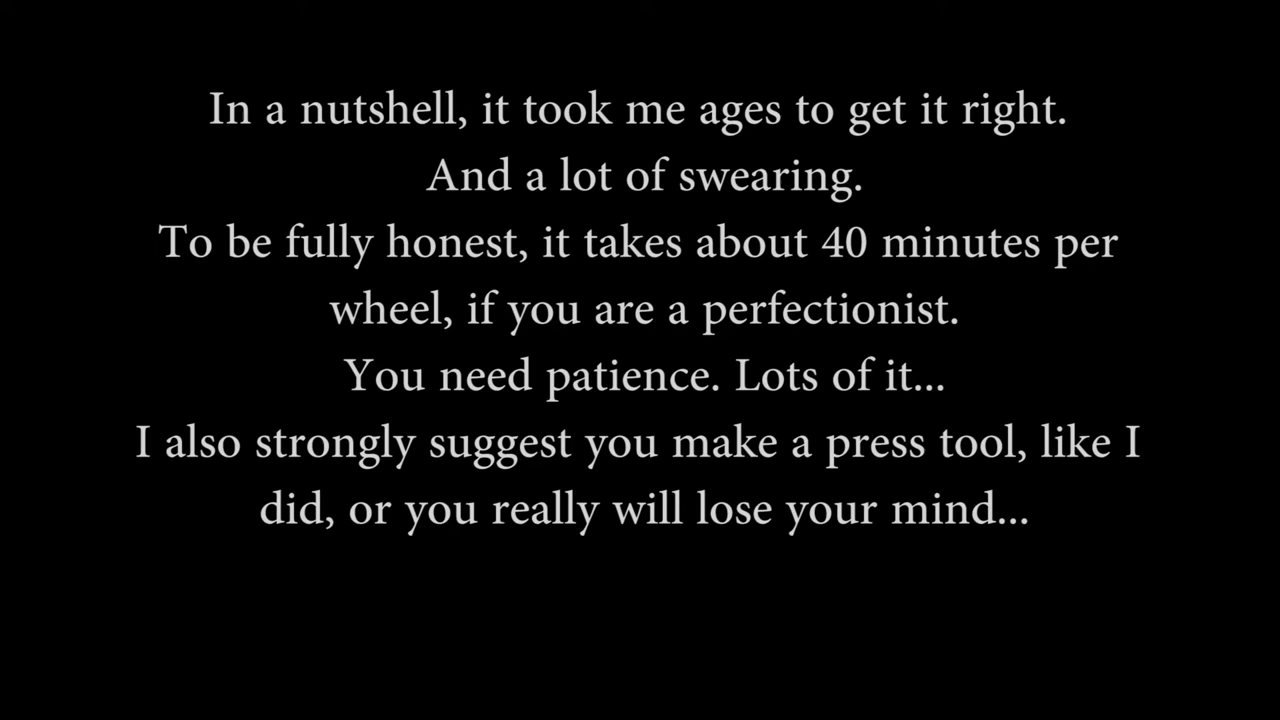 In a nutshell, it took me ages to get it right.
And a lot of swearing.
To be fully honest, it takes about 40 minutes per
wheel, if you are a perfectionist.
You need patience. Lots of it...
I also strongly suggest you make a press tool, like I
did, or you really will lose your mind...